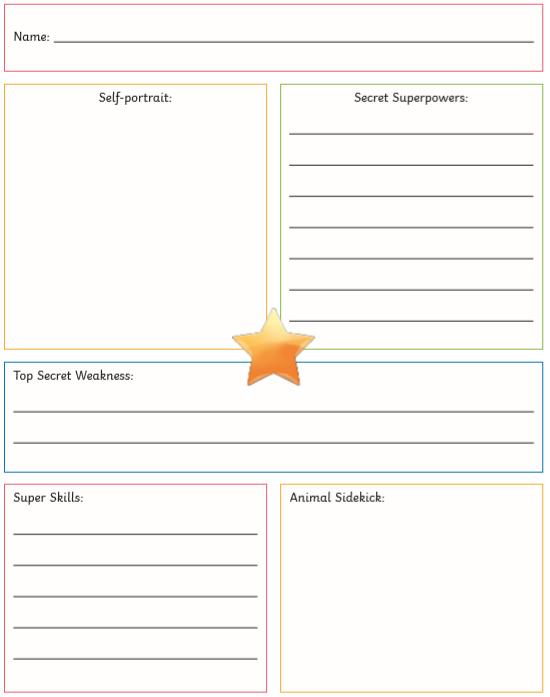 Name:
Self-portrait:
Secret Superpowers:
Top Secret Weakness:
Super Skills:
Animal Sidekick: